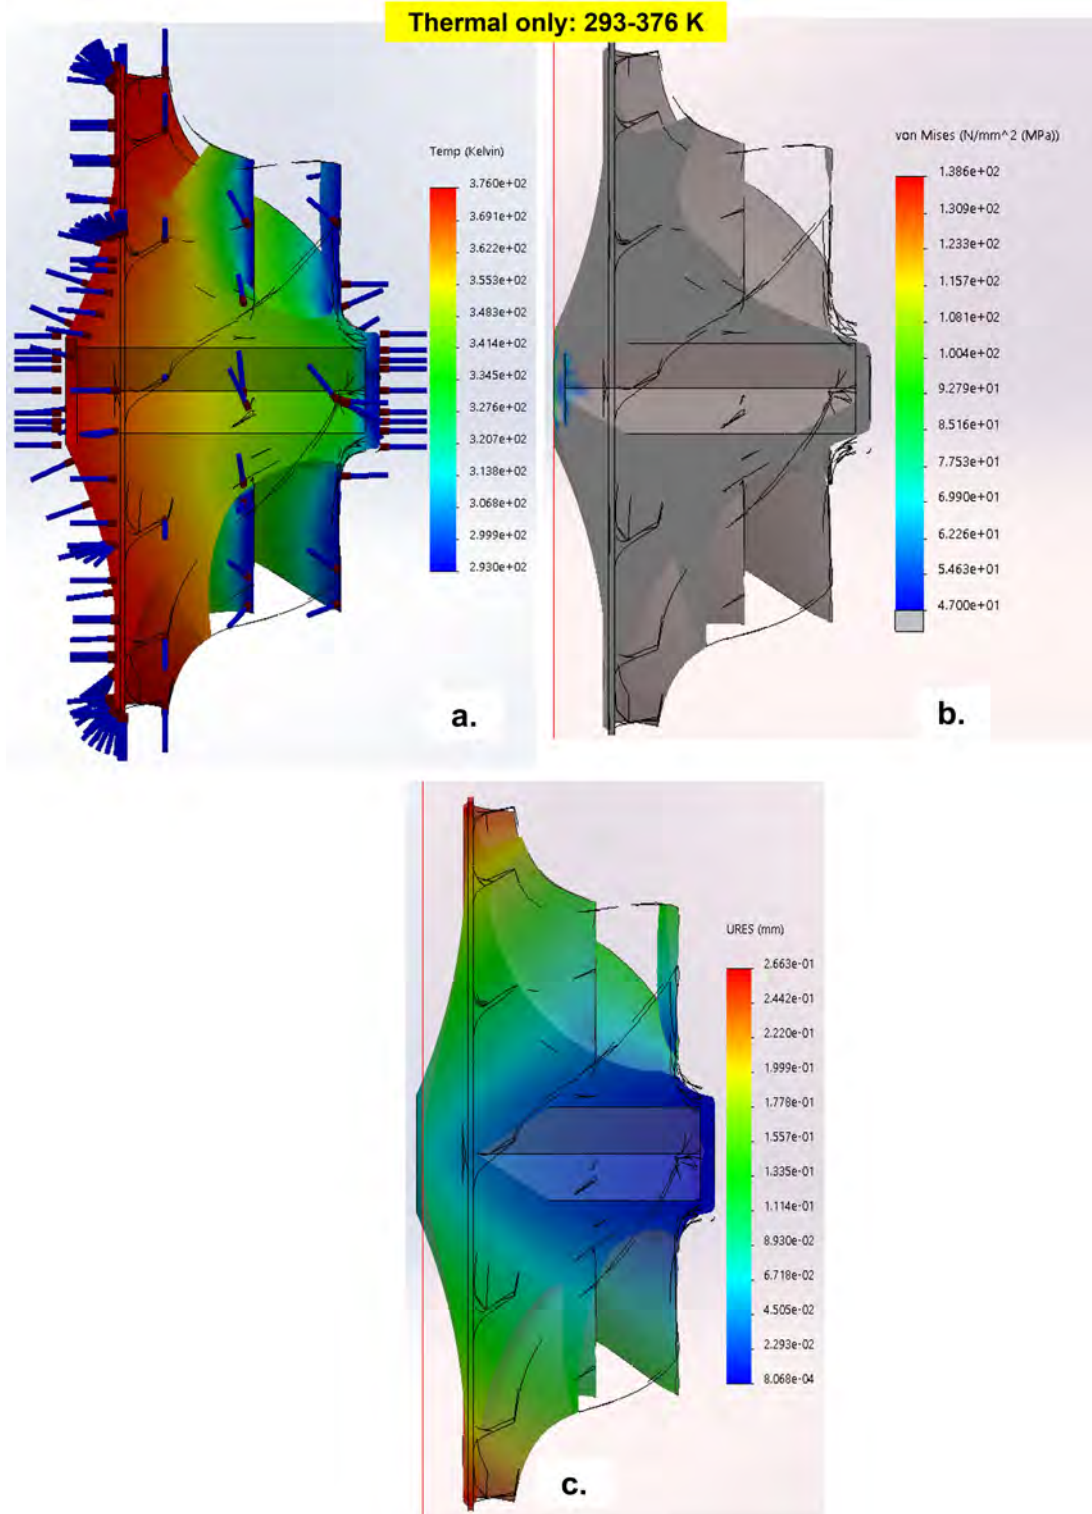 Thermal only: 293-376 K
Temp (Kelvin)
3.760e+02
3.691e+02
3.622e+02
3.553e+02
3.483e+02
3.414e+02
3.345e+02
3.276e+02
3.207e+02
3.138e+02
3.068e+02
2.999e+02
2.930e+02
a.
von Mises (N/mm^2 (MPa))
1.386e+02
1.309e+02
1.233e+02
1.157e+02
1.081e+02
1.004e+02
9.279e+01
8.516e+01
7.753e+01
6.990e+01
6.226e+01
5.463e+01
4.700e+01
b.
URES (mm)
2.663e-01
2.442e-01
2.220e-01
1.999e-01
1.778e-01
1.557e-01
1.335e-01
1.114e-01
8.930e-02
6.718e-02
4.505e-02
2.293e-02
8.068e-04
c.